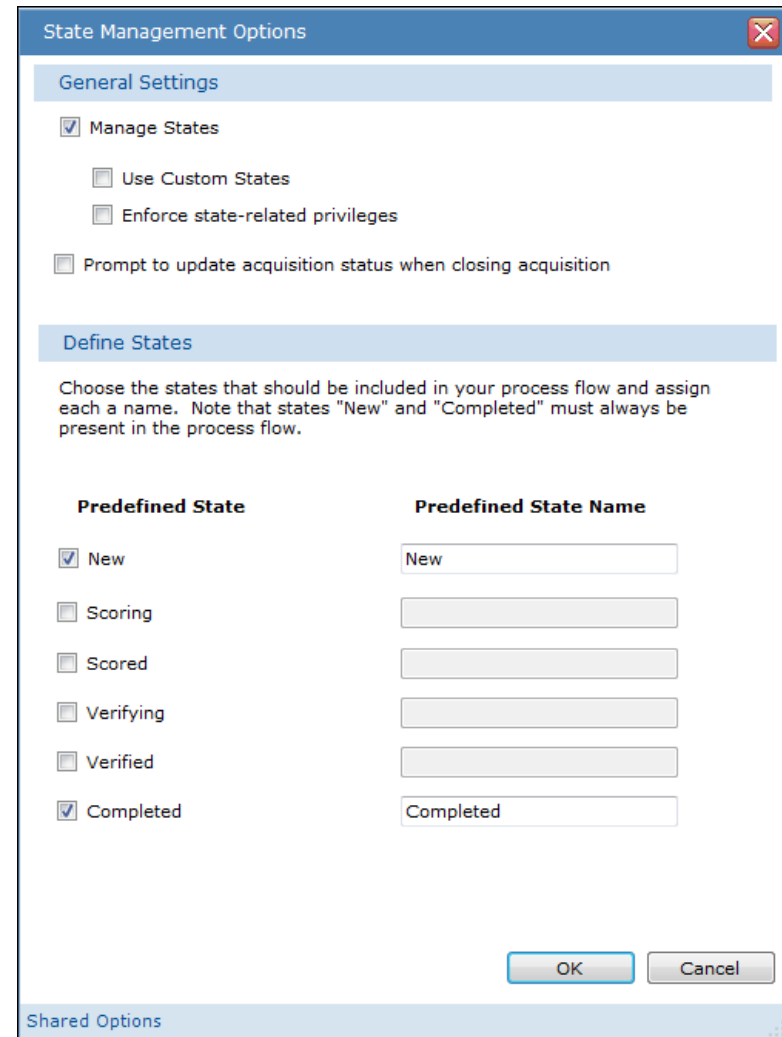 State Management Options
General Settings
Manage States
Use Custom States
Enforce state-related privileges
Prompt to update acquisition status when closing acquisition
Define States
Choose the states that should be included in your process flow and assign
each a name.  Note that states "New" and "Completed" must always be
present in the process flow.
Predefined State Predefined State Name
New New
Scoring
Scored
Verifying
Verified
Completed Completed
OK Cancel
Shared Options